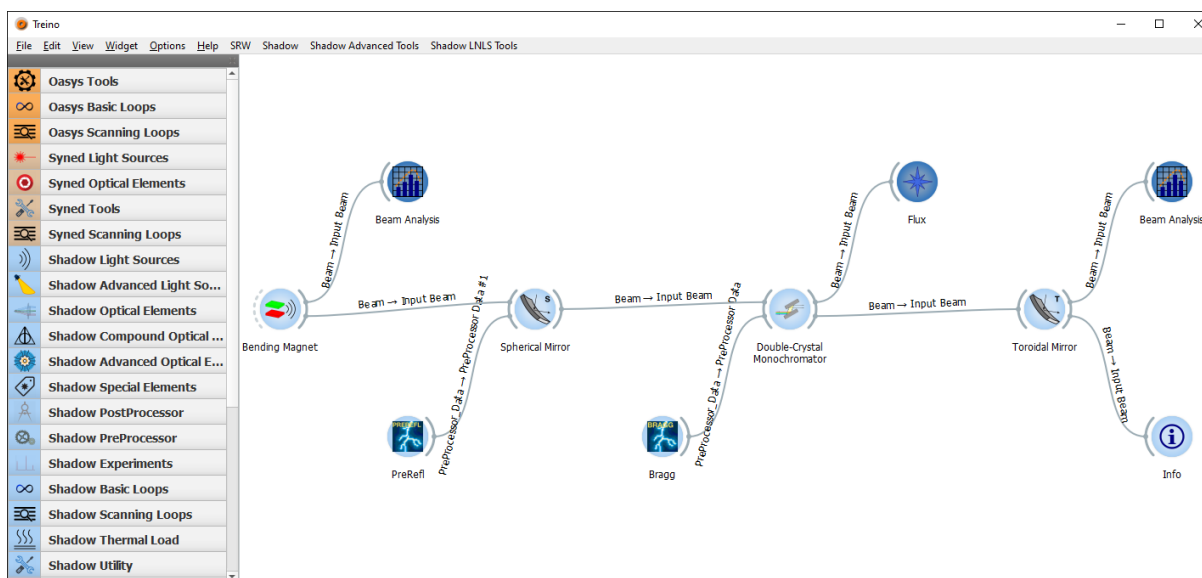 Treino
File Edit View Widget Options Help SRW Shadow Shadow Advanced Tools Shadow LNLS Tools
Oasys Tools
Oasys Basic Loops
Oasys Scanning Loops
Syned Light Sources
Syned Optical Elements
Syned Tools
Syned Scanning Loops
Shadow Light Sources
Shadow Advanced Light So...
Shadow Optical Elements
Shadow Compound Optical ...
Shadow Advanced Optical E...
Shadow Special Elements
Shadow PostProcessor
Shadow PreProcessor
Shadow Experiments
Shadow Basic Loops
Shadow Scanning Loops
Shadow Thermal Load
Shadow Utility
Beam Analysis
Flux
Beam Analysis
Beam → Input Beam
Beam → Input Beam
Beam → Input Beam
Beam → Input Beam
Beam → Input Beam
Beam → Input Beam
S
T
Bending Magnet
Spherical Mirror
Double-Crystal
Monochromator
Toroidal Mirror
PreProcessor_Data → PreProcessor_Data #1
PreProcessor_Data → PreProcessor_Data
Beam → Input Beam
PREREFL
PreRefl
BRAGG
Bragg
i
Info